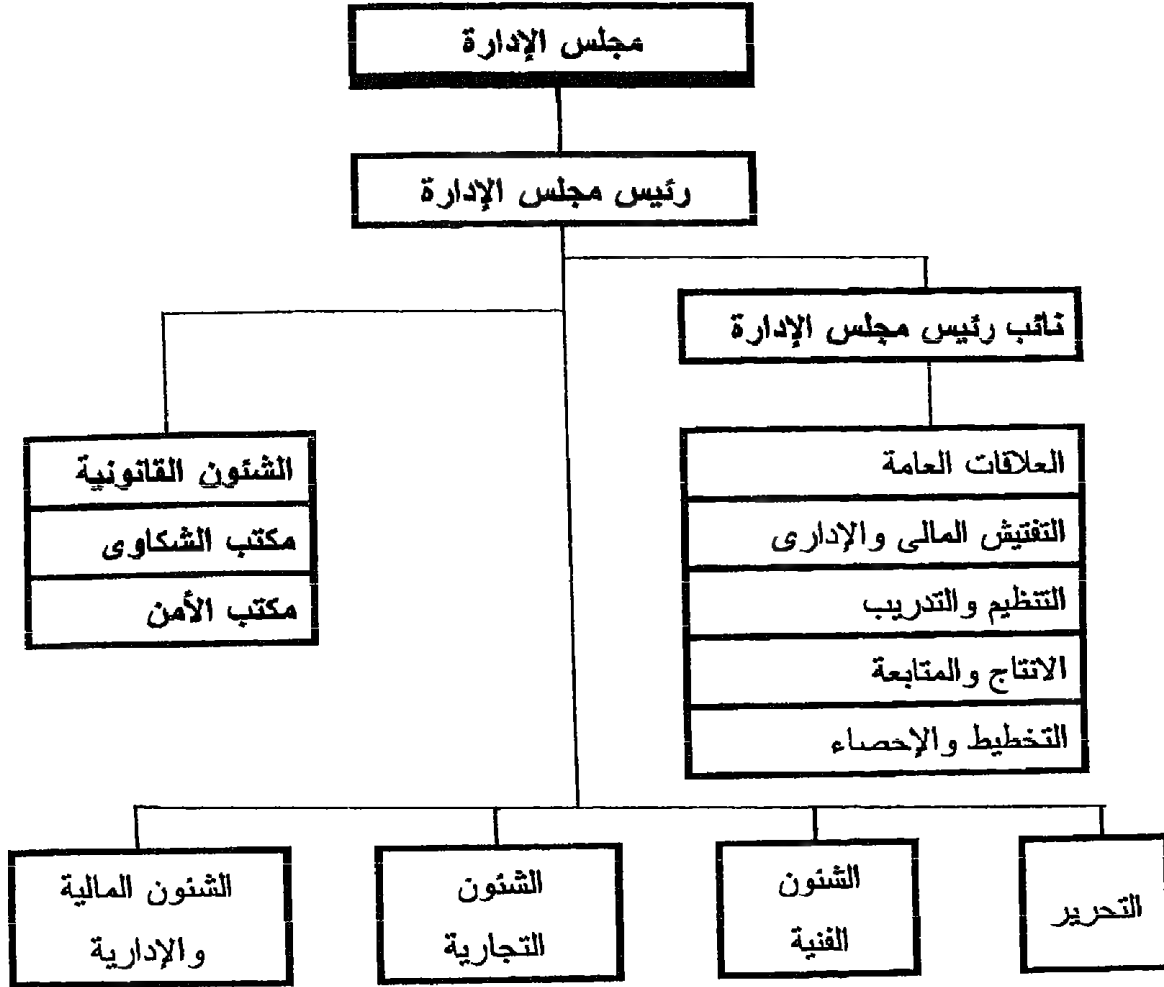 مجلس الإدارة
رئيس مجلس الإدارة
نائب رئيس مجلس الإدارة
العلاقات العامة
التفتيش المالى والإدارى
التنظيم والتدريب
الانتاج والمتابعة
التخطيط والإحصاء
الشئون القانونية
مكتب الشكاوى
مكتب الأمن
التحرير
الشئون
الفنية
الشئون
التجارية
الشئون المالية
والإدارية